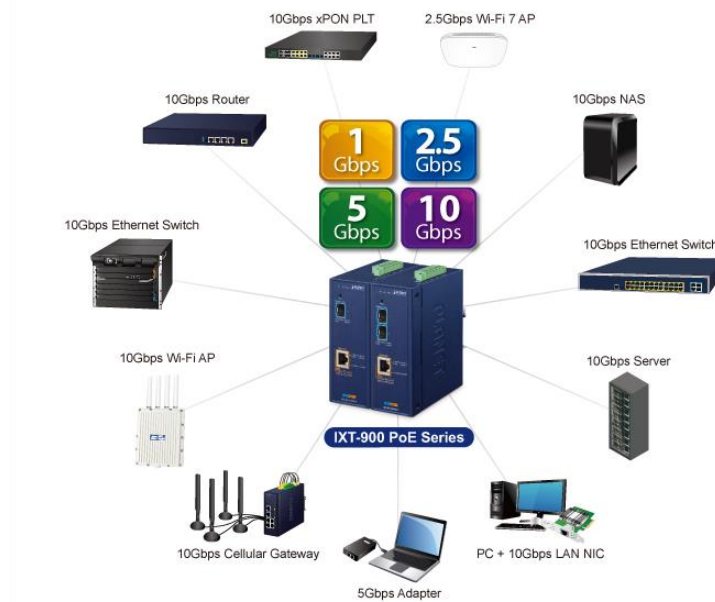 10Gbps xPON PLT
2.5Gbps Wi-Fi 7 AP
10Gbps Router
10Gbps NAS
1
Gbps
2.5
Gbps
5
Gbps
10
Gbps
10Gbps Ethernet Switch
10Gbps Ethernet Switch
PLANET
10Gbps Wi-Fi AP
10Gbps Server
IXT-900 PoE Series
10Gbps Cellular Gateway
PC + 10Gbps LAN NIC
5Gbps Adapter